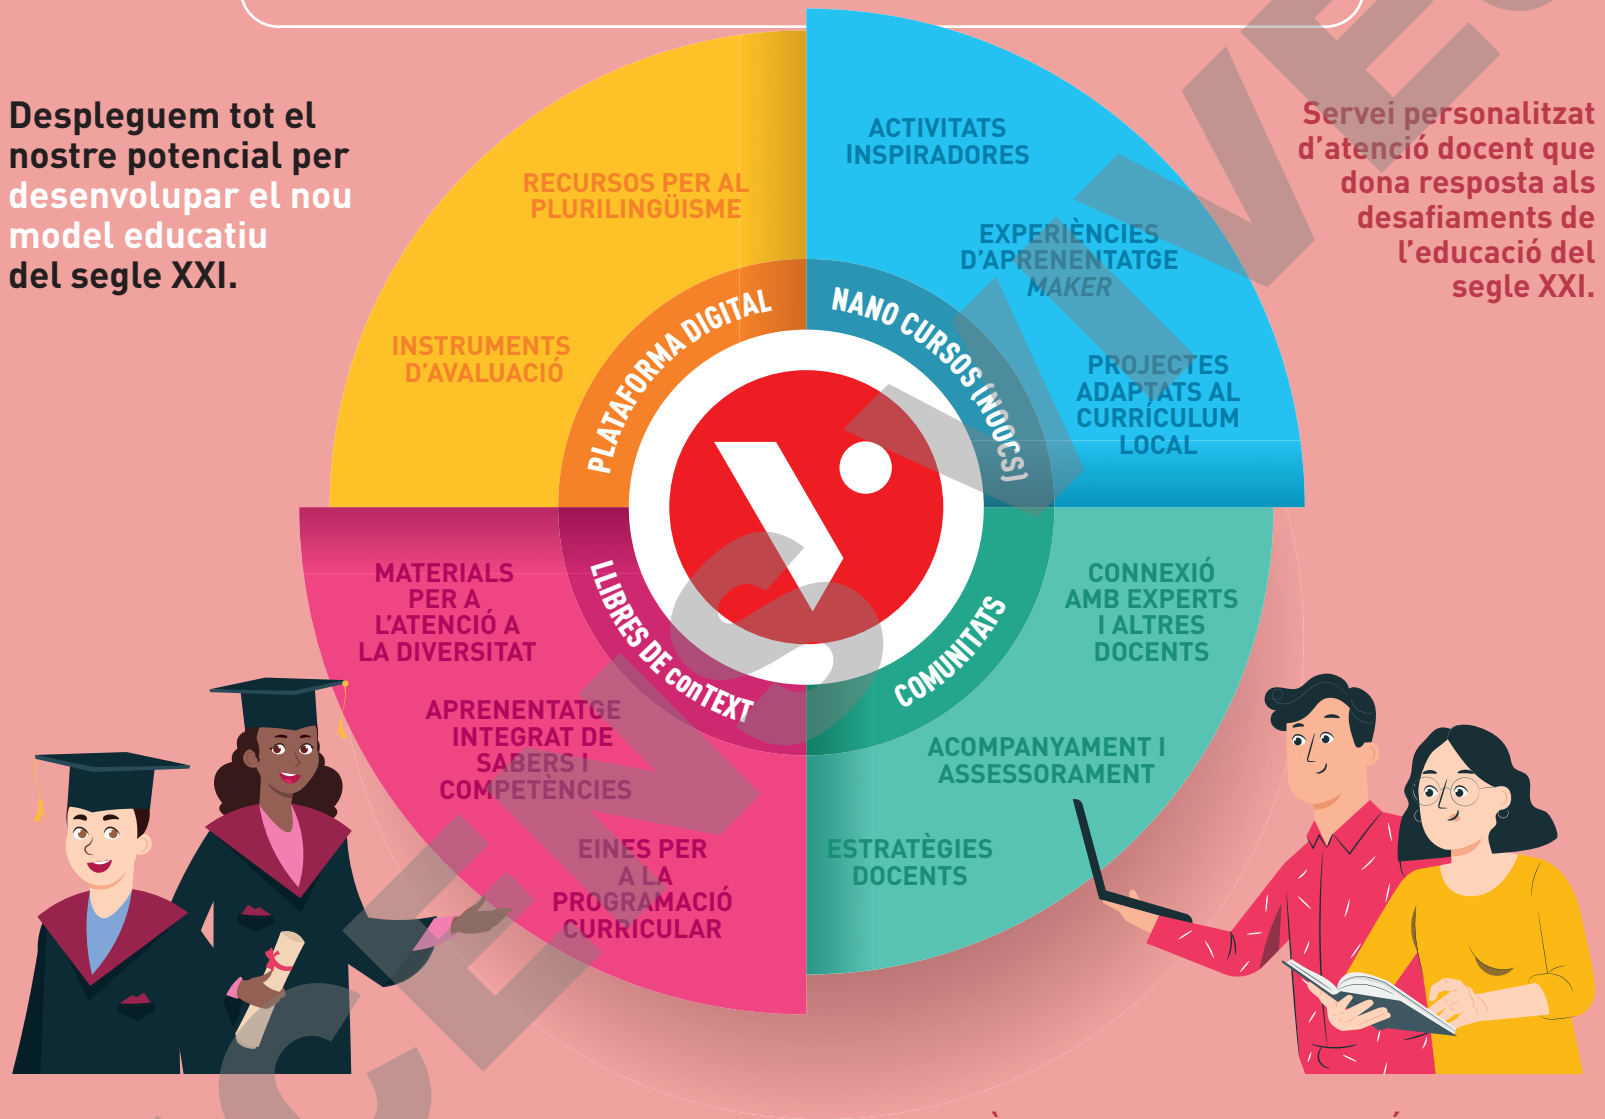 Despleguem tot el
nostre potencial per
desenvolupar el nou
model educatiu
del segle XXI.
Servei personalitzat
d'atenció docent que
dona resposta als
desafiaments de
l'educació del
segle XXI.
RECURSOS PER AL
PLURILINGÜISME
INSTRUMENTS
D'AVALUACIÓ
PLATAFORMA DIGITAL
ACTIVITATS
INSPIRADORES
EXPERIÈNCIES
D'APRENENTATGE
MAKER
PROJECTES
ADAPTATS AL
CURRÍCULUM
LOCAL
NANO CURSOS (NOOCS)
MATERIALS
PER A
L'ATENCIÓ A
LA DIVERSITAT
APRENENTATGE
INTEGRAT DE
SABERS I
COMPETÈNCIES
EINES PER
A LA
PROGRAMACIÓ
CURRICULAR
LLIBRES DE conTEXT
CONNEXIÓ
AMB EXPERTS
I ALTRES
DOCENTS
ACOMPANYAMENT I
ASSESSORAMENT
ESTRATÈGIES
DOCENTS
COMUNITATS